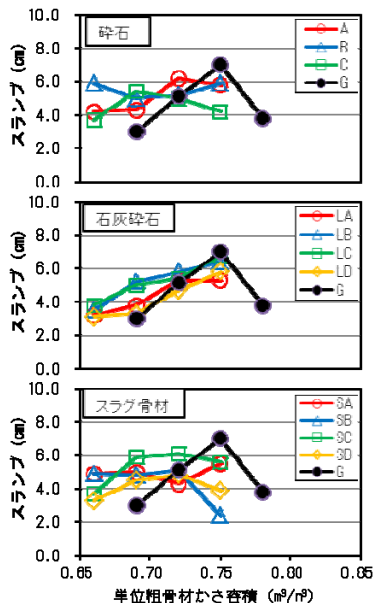 10.0
8.0
6.0
4.0
2.0
0.0
スランプ (cm)
砕石
A
B
C
G
10.0
8.0
6.0
4.0
2.0
0.0
スランプ (cm)
石灰砕石
LA
LB
LC
LD
G
10.0
8.0
6.0
4.0
2.0
0.0
スランプ (cm)
スラグ骨材
SA
SB
SC
SD
G
0.65 0.70 0.75 0.80 0.85
単位粗骨材かさ容積 (m³/m³)